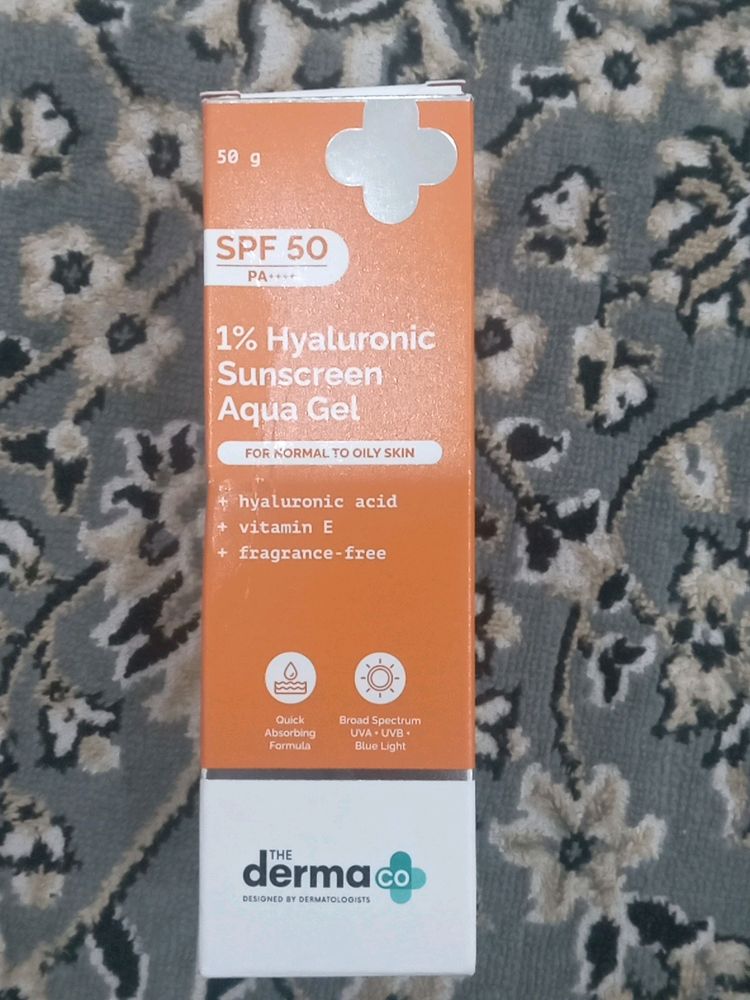 50 g
SPF 50
PA++++
1% Hyaluronic
Sunscreen
Aqua Gel
FOR NORMAL TO OILY SKIN
+ hyaluronic acid
+ vitamin E
+ fragrance-free
Quick
Absorbing
Formula
Broad Spectrum
UVA • UVB •
Blue Light
THE
derma co
DESIGNED BY DERMATOLOGISTS